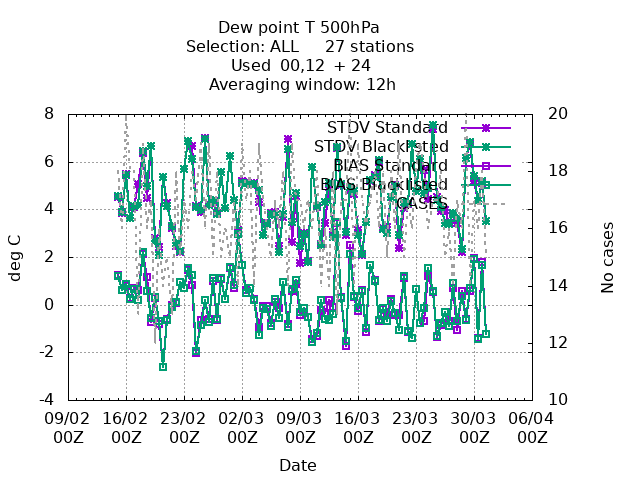 Dew point T 500hPa
Selection: ALL 27 stations
Used 00,12 + 24
Averaging window: 12h
8
6
4
2
0
-2
-4
deg C
20
18
16
14
12
10
No cases
STDV Standard
STDV Blacklisted
BIAS Standard
BIAS Blacklisted
CASES
09/02 16/02 23/02 02/03 09/03 16/03 23/03 30/03 06/04
00Z 00Z 00Z 00Z 00Z 00Z 00Z 00Z 00Z
Date